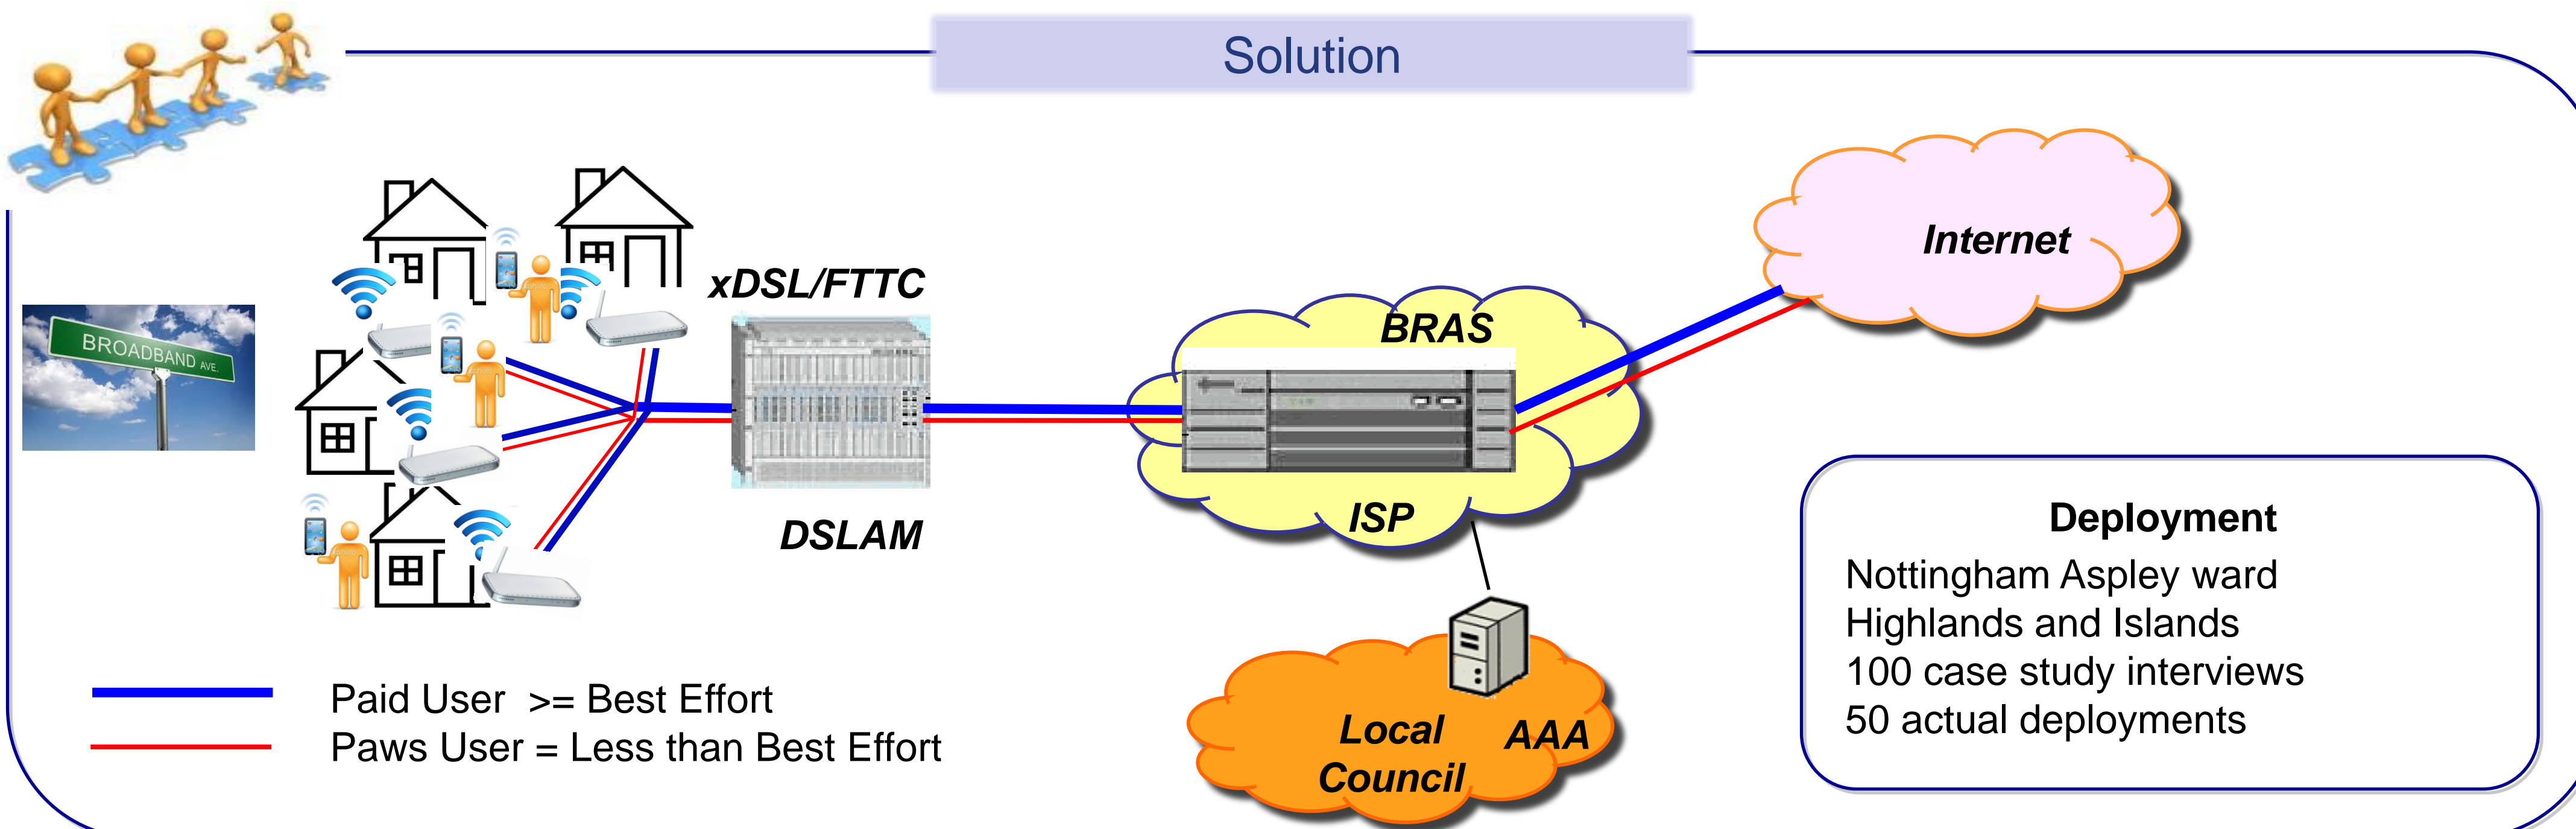 Solution
BROADBAND AVE.
xDSL/FTTC
DSLAM
BRAS
ISP
Internet
Local
Council
AAA
Paid User >= Best Effort
Paws User = Less than Best Effort
Deployment
Nottingham Aspley ward
Highlands and Islands
100 case study interviews
50 actual deployments